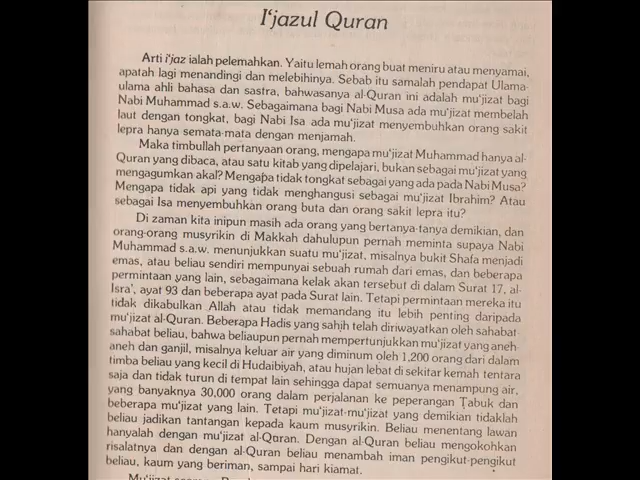 I'jazul Quran
Arti i'jaz ialah pelemahkan. Yaitu lemah orang buat meniru atau menyamai,
apatah lagi menandingi dan melebihinya. Sebab itu samalah pendapat Ulama-
ulama ahli bahasa dan sastra, bahwasanya al-Quran ini adalah mu'jizat bagi
Nabi Muhammad s.a.w. Sebagaimana bagi Nabi Musa ada mu'jizat membelah
laut dengan tongkat, bagi Nabi Isa ada mu'jizat menyembuhkan orang sakit
lepra hanya semata-mata dengan menjamah.
Maka timbullah pertanyaan orang, mengapa mu'jizat Muhammad hanya al-
Quran yang dibaca, atau satu kitab yang dipelajari, bukan sebagai mu'jizat yang
mengagumkan akal? Mengapa tidak tongkat sebagai yang ada pada Nabi Musa?
Mengapa tidak api yang tidak menghangusi sebagai mu'jizat Ibrahim? Atau
sebagai Isa menyembuhkan orang buta dan orang sakit lepra itu?
Di zaman kita inipun masih ada orang yang bertanya-tanya demikian, dan
orang-orang musyrikin di Makkah dahulupun pernah meminta supaya Nabi
Muhammad s.a.w. menunjukkan suatu mu'jizat, misalnya bukit Shafa menjadi
emas, atau beliau sendiri mempunyai sebuah rumah dari emas, dan beberapa
permintaan yang lain, sebagaimana kelak akan tersebut di dalam Surat 17, al-
Isra', ayat 93 dan beberapa ayat pada Surat lain. Tetapi permintaan mereka itu
tidak dikabulkan Allah atau tidak memandang itu lebih penting daripada
mu'jizat al-Quran. Beberapa Hadis yang sahjh telah diriwayatkan oleh sahabat-
sahabat beliau, bahwa beliaupun pernah mempertunjukkan mu'jizat yang aneh-
aneh dan ganjil, misalnya keluar air yang diminum oleh 1,200 orang dari dalam
timba beliau yang kecil di Hudaibiyah, atau hujan lebat di sekitar kemah tentara
saja dan tidak turun di tempat lain sehingga dapat semuanya menampung air,
yang banyaknya 30,000 orang dalam perjalanan ke peperangan Tabuk dan
beberapa mu'jizat yang lain. Tetapi mu'jizat-mu'jizat yang demikian tidaklah
beliau jadikan tantangan kepada kaum musyrikin. Beliau menentang lawan
hanyalah dengan mu'jizat al-Quran. Dengan al-Quran beliau mengokohkan
risalatnya dan dengan al-Quran beliau menambah iman pengikut-pengikut
beliau, kaum yang beriman, sampai hari kiamat.